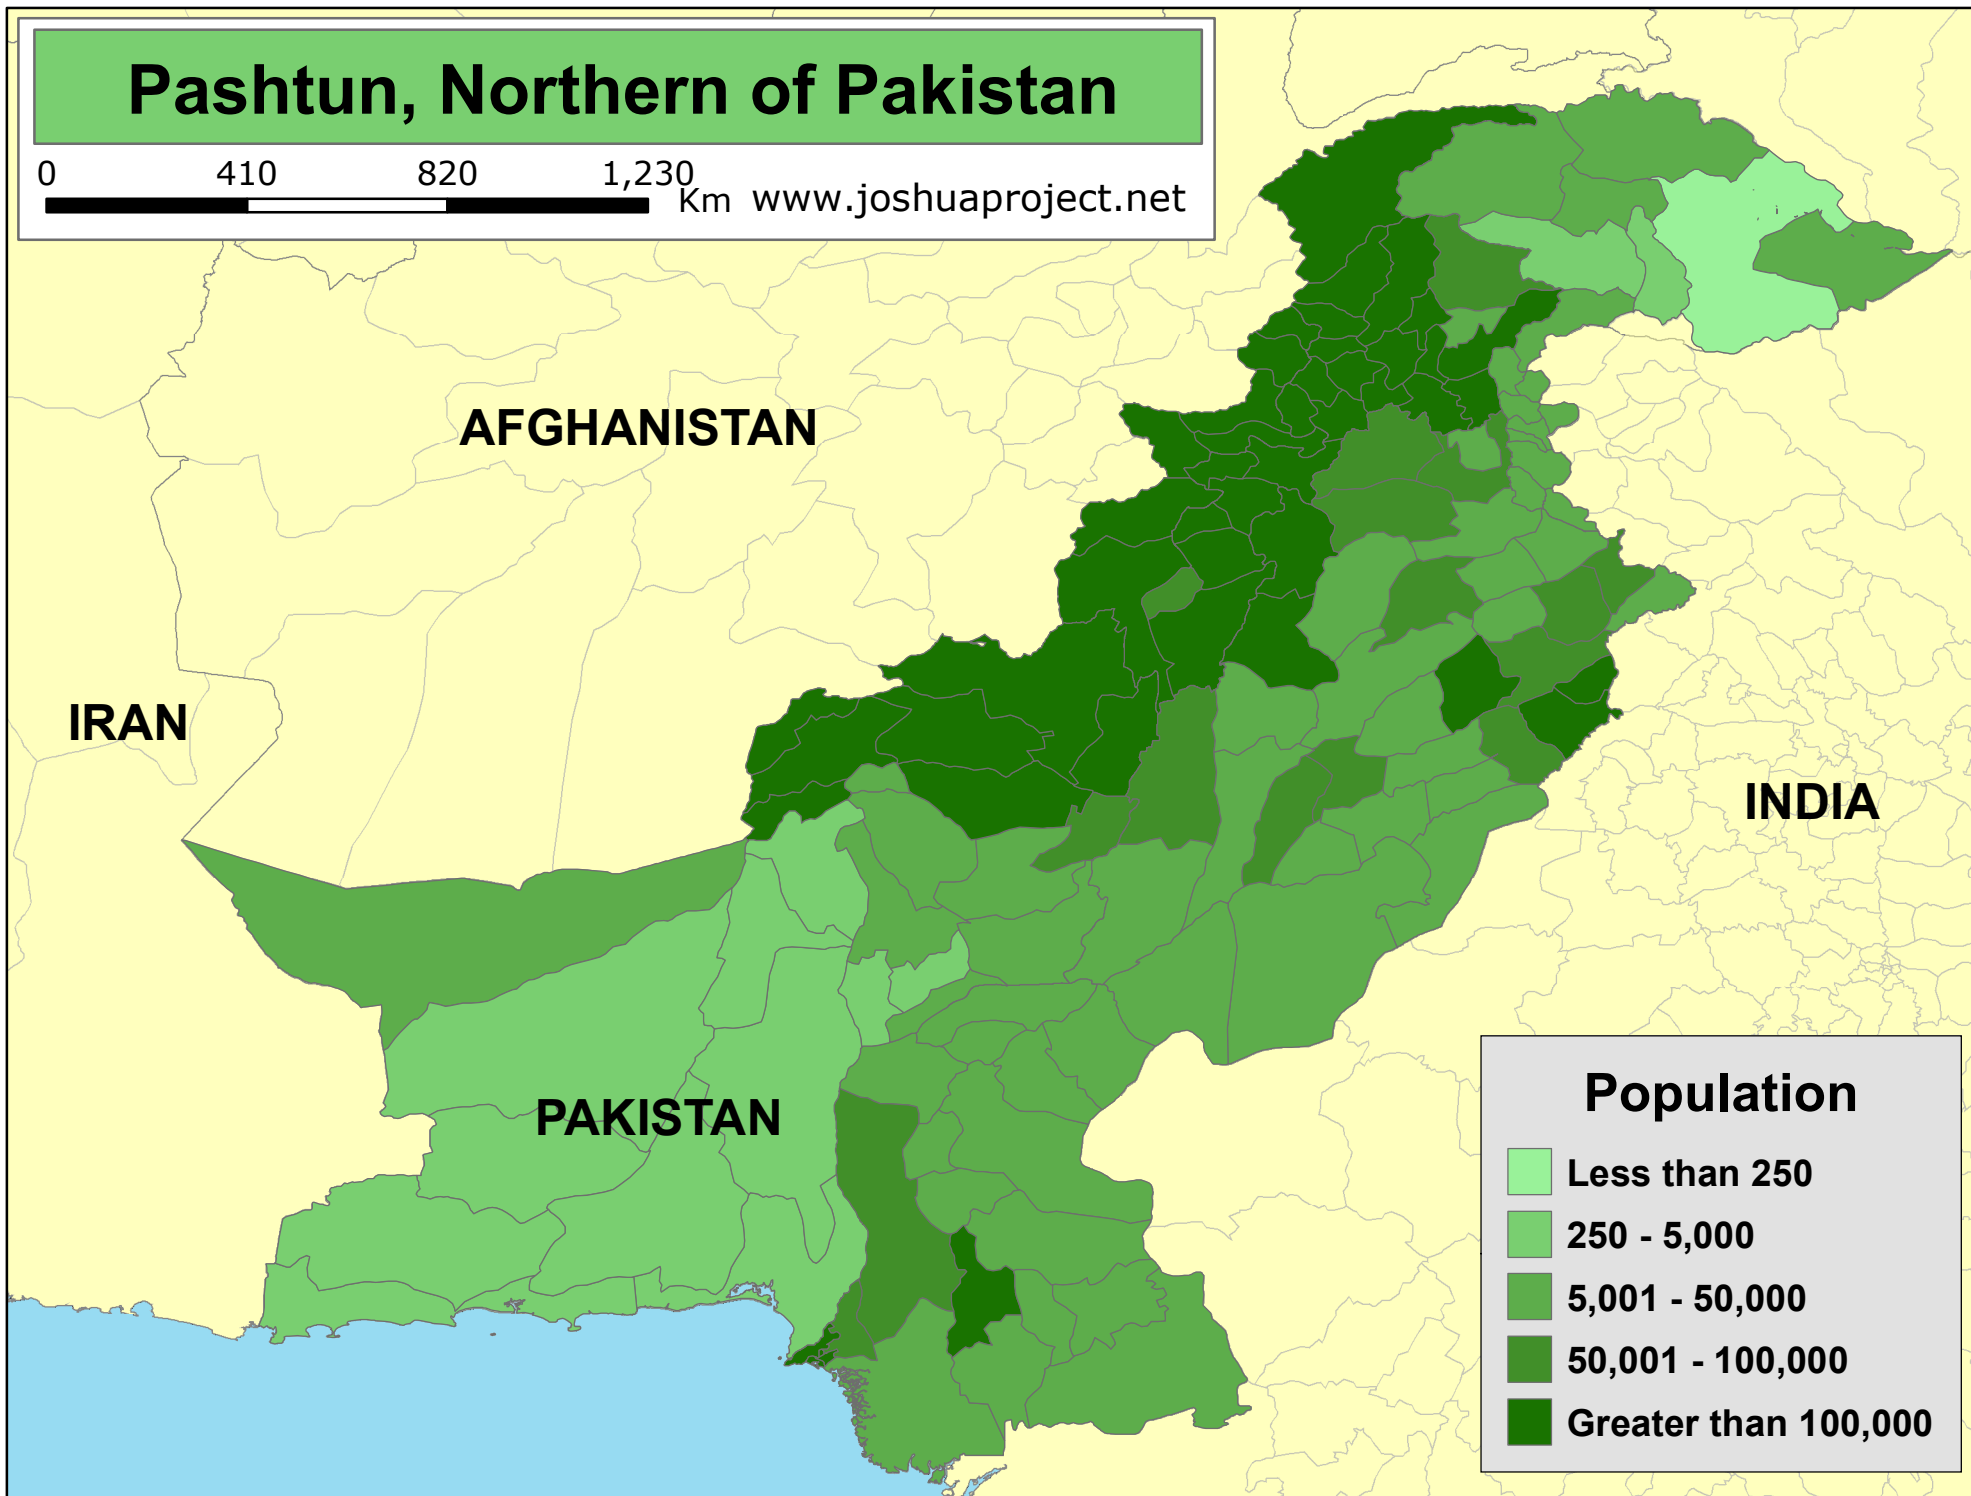 Pashtun, Northern of Pakistan
0 410 820 1,230
Km www.joshuaproject.net
AFGHANISTAN
IRAN
INDIA
PAKISTAN
Population
Less than 250
250 - 5,000
5,001 - 50,000
50,001 - 100,000
Greater than 100,000